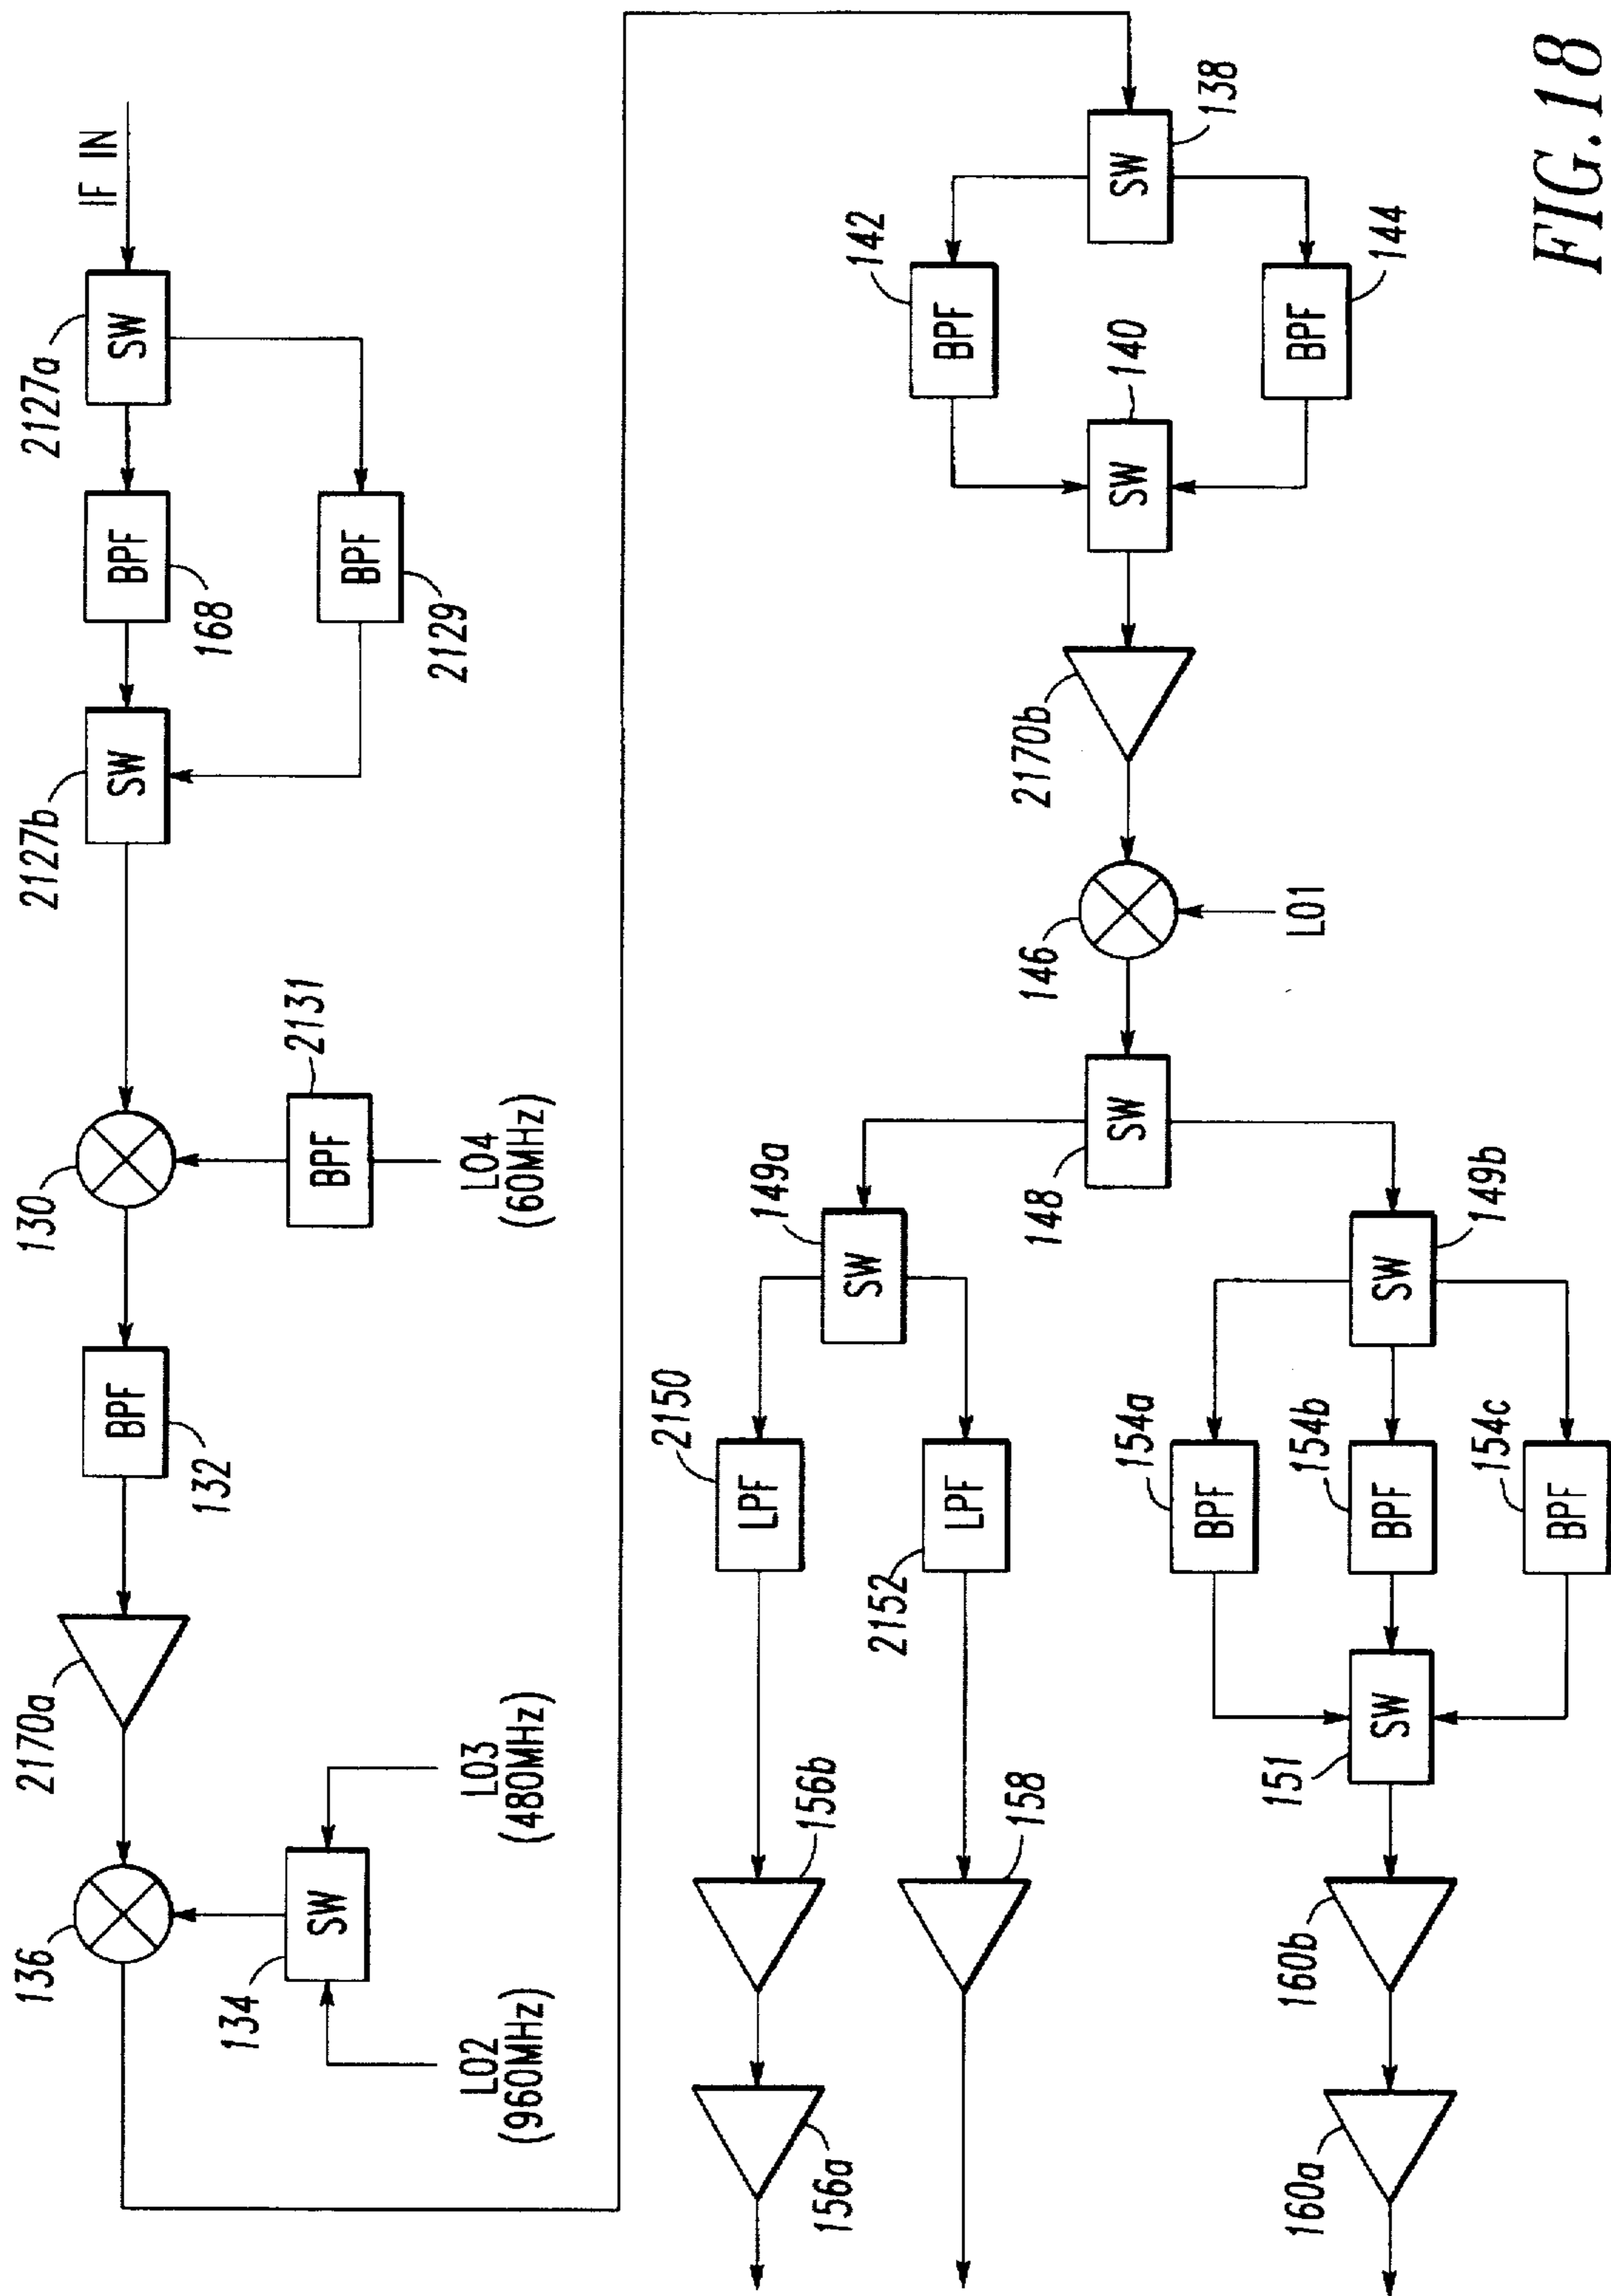 IF IN
SW
2127a
BPF
168
BPF
2129
SW
2127b
130
BPF
2131
LO4
(60MHz)
BPF
132
2170a
136
SW
134
LO3
(480MHz)
LO2
(960MHz)
SW
138
BPF
142
BPF
144
SW
140
2170b
146
LO1
SW
148
SW
149a
SW
149b
LPF
2150
LPF
2152
BPF
154a
BPF
154b
BPF
154c
SW
151
156b
156a
158
160b
160a
FIG.18